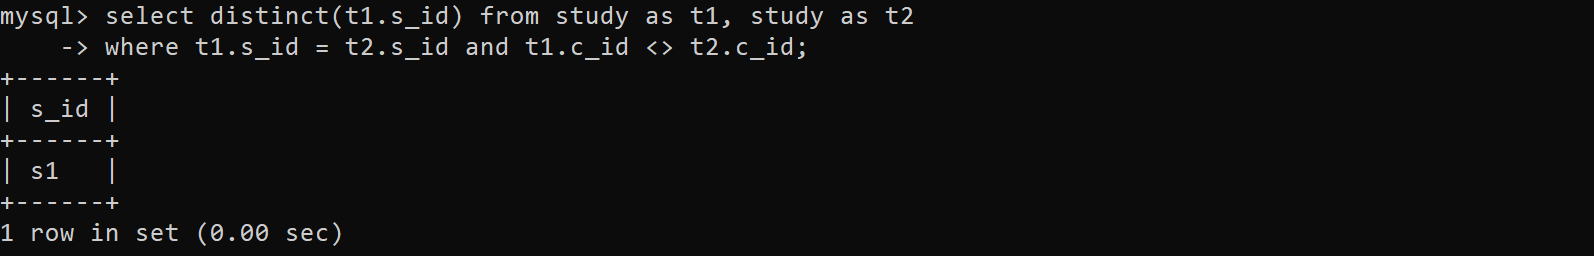 mysql> select distinct(t1.s_id) from study as t1, study as t2
    -> where t1.s_id = t2.s_id and t1.c_id <> t2.c_id;
+------+
| s_id |
+------+
| s1   |
+------+
1 row in set (0.00 sec)